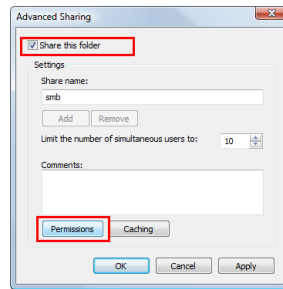 Advanced Sharing
Share this folder
Settings
Share name:
smb
Add Remove
Limit the number of simultaneous users to: 10
Comments:
Permissions Caching
OK Cancel Apply